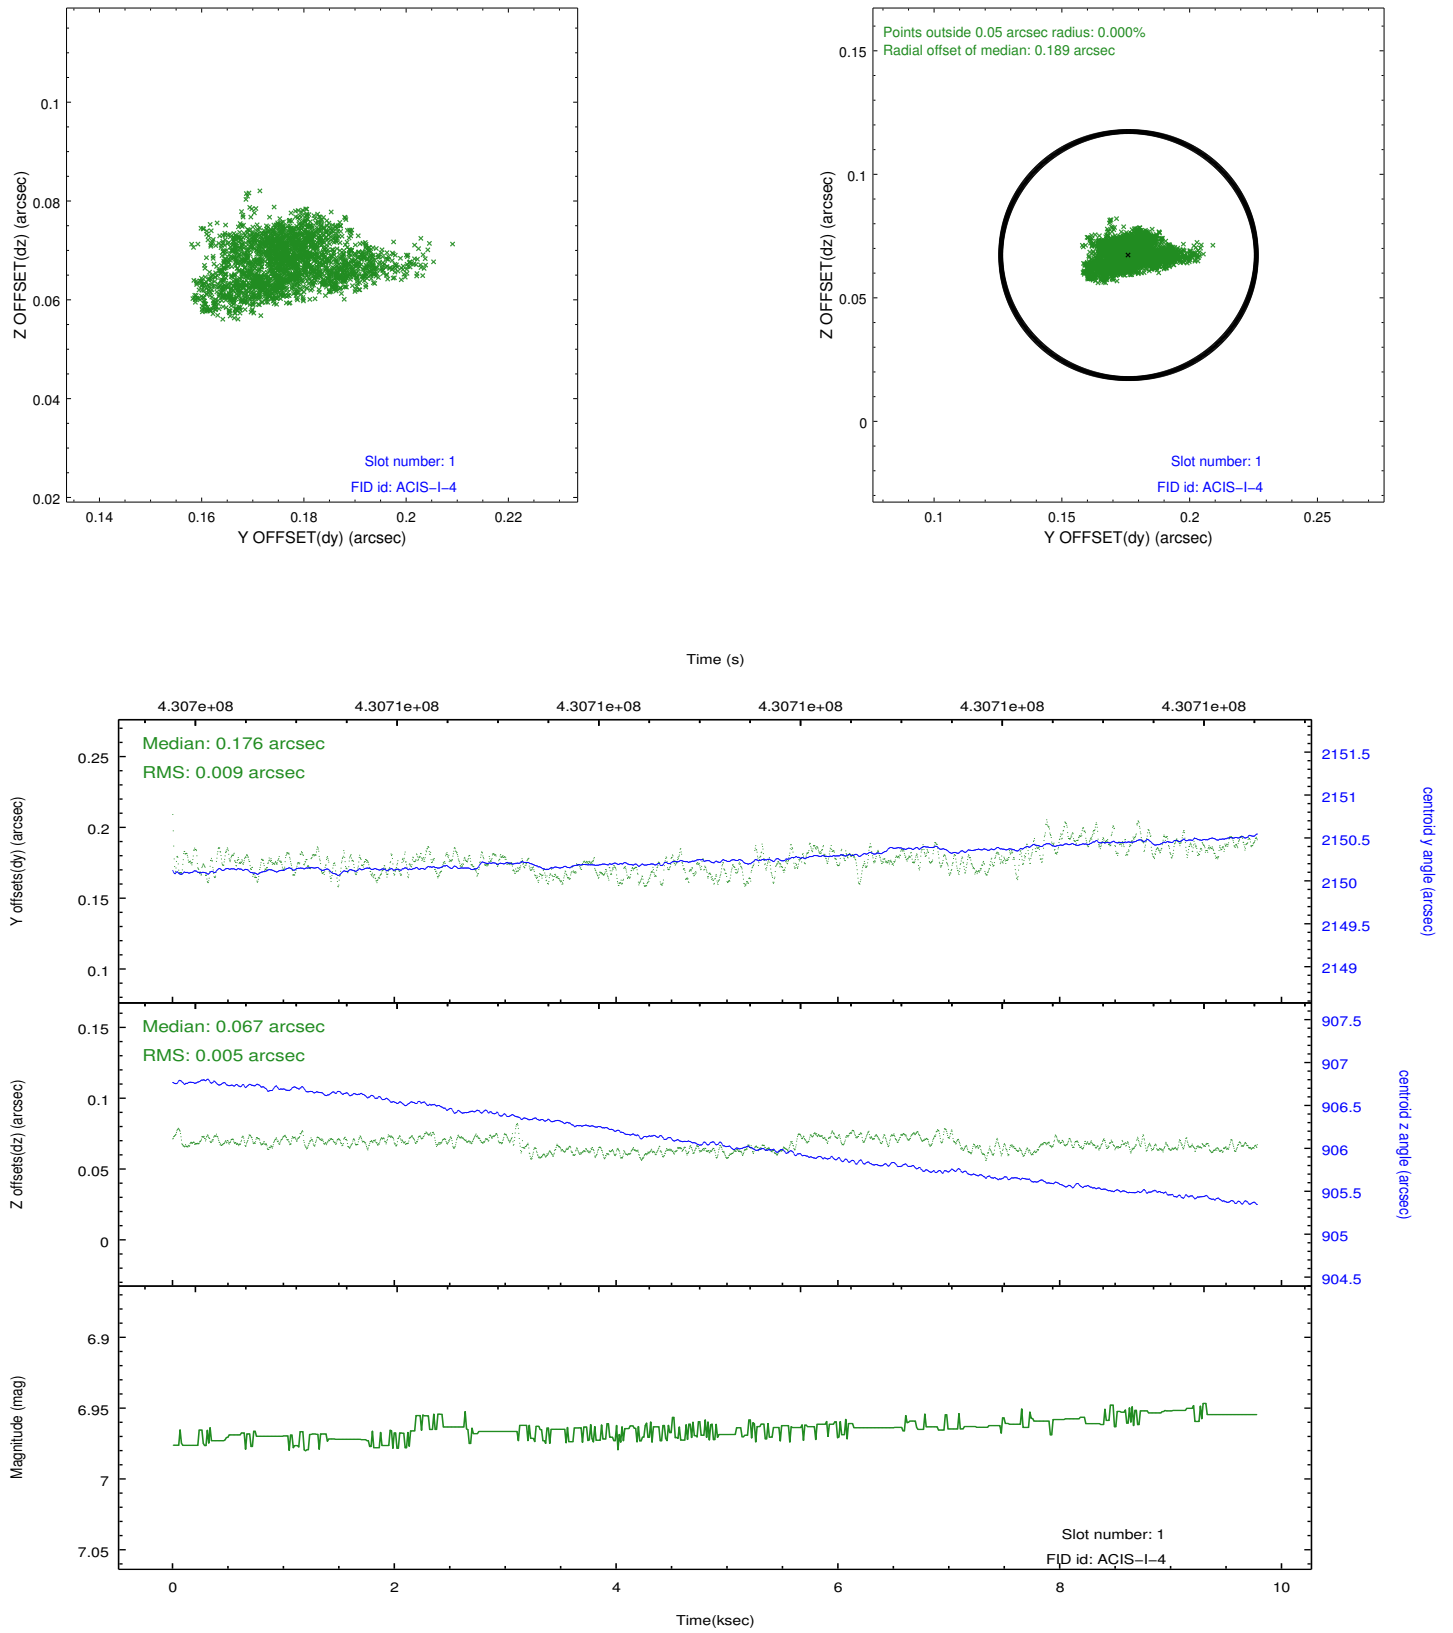 0.1
0.08
0.06
0.04
0.02
Z OFFSET(dz) (arcsec)
Slot number: 1
FID id: ACIS−I−4
0.14 0.16 0.18 0.2 0.22
Y OFFSET(dy) (arcsec)
Points outside 0.05 arcsec radius: 0.000%
Radial offset of median: 0.189 arcsec
0.15
0.1
0.05
0
Z OFFSET(dz) (arcsec)
Slot number: 1
FID id: ACIS−I−4
0.1 0.15 0.2 0.25
Y OFFSET(dy) (arcsec)
Time (s)
4.307e+08 4.3071e+08 4.3071e+08 4.3071e+08 4.3071e+08 4.3071e+08
Median: 0.176 arcsec
RMS: 0.009 arcsec
0.25
0.2
0.15
0.1
Y offsets(dy) (arcsec)
2151.5
2151
2150.5
2150
2149.5
2149
centroid y angle (arcsec)
Median: 0.067 arcsec
RMS: 0.005 arcsec
0.15
0.1
0.05
0
Z offsets(dz) (arcsec)
907.5
907
906.5
906
905.5
905
904.5
centroid z angle (arcsec)
6.9
6.95
7
7.05
Magnitude (mag)
Slot number: 1
FID id: ACIS−I−4
0 2 4 6 8 10
Time(ksec)